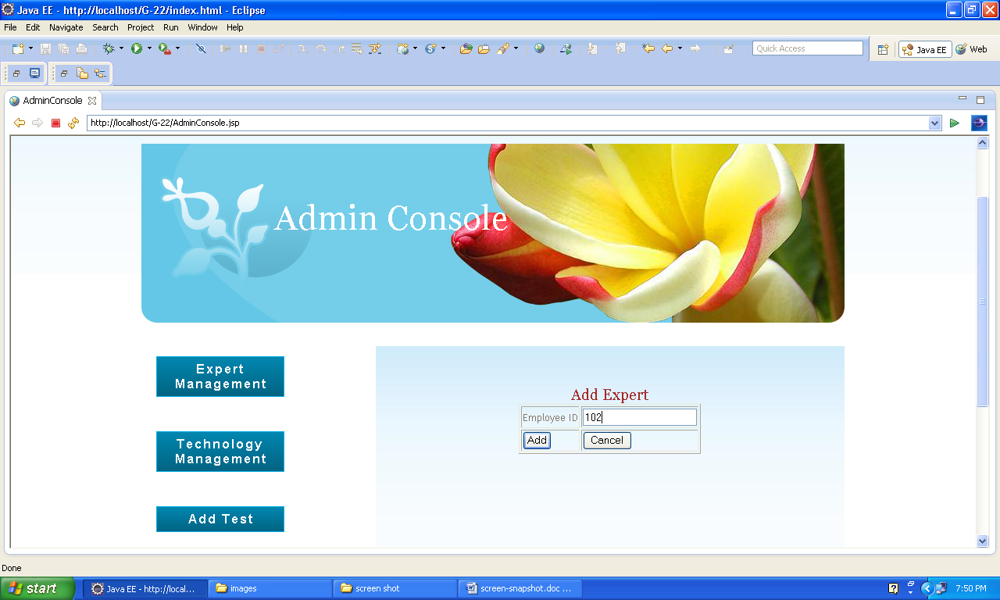 Java EE - http://localhost/G-22/index.html - Eclipse
File Edit Navigate Search Project Run Window Help
Quick Access
Java EE
Web
AdminConsole
http://localhost/G-22/AdminConsole.jsp
Admin Console
Expert
Management
Technology
Management
Add Test
Add Expert
Employee ID 102
Add Cancel
Done
start
Java EE - http://local...
images
screen shot
screen-snapshot.doc ...
7:50 PM